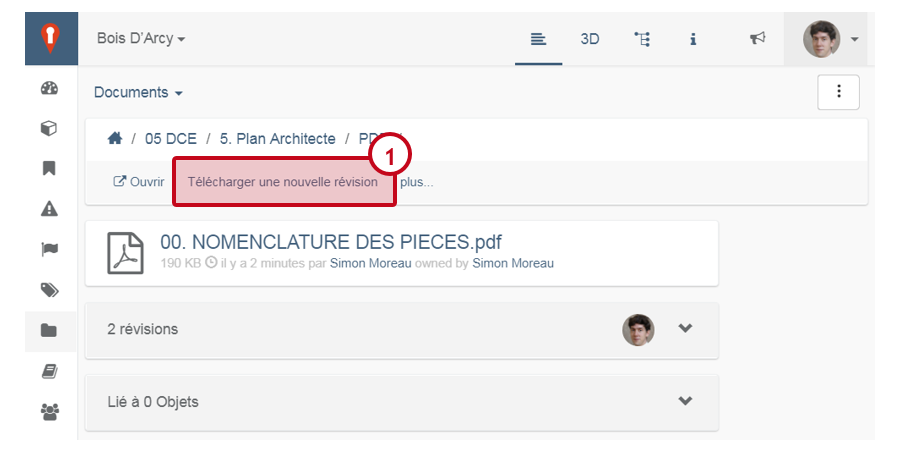 Bois D'Arcy
3D
Documents
/ 05 DCE / 5. Plan Architecte /
1
Ouvrir Télécharger une nouvelle révision plus...
00. NOMENCLATURE DES PIECES.pdf
190 KB il y a 2 minutes par Simon Moreau owned by Simon Moreau
2 révisions
Lié à 0 Objets